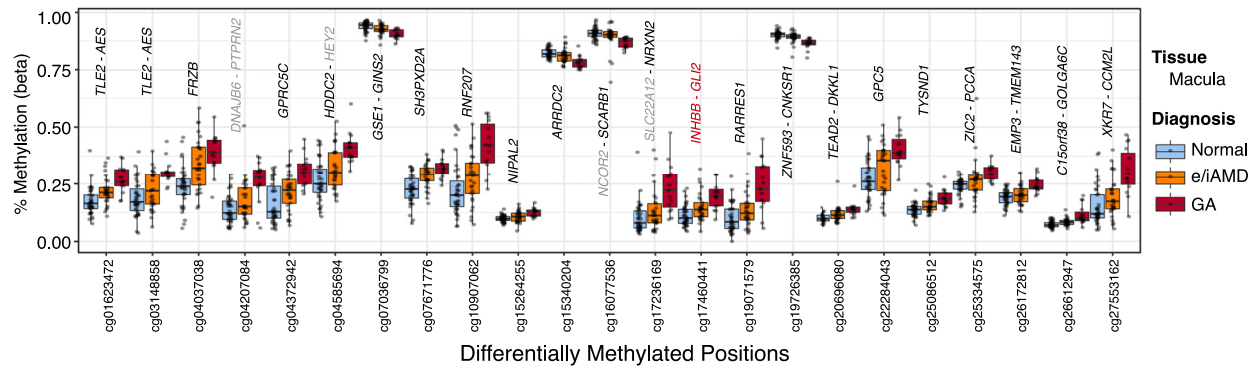 % Methylation (beta)
1.00
0.75
0.50
0.25
0.00
TLE2 - AES
TLE2 - AES
FRZB
DNAJB6 - PTPRN2
GPRC5C
HDDC2 - HEY2
GSE1 - GINS2
SH3PXD2A
RNF207
NIPAL2
ARRDC2
NCOR2 - SCARB1
SLC22A12 - NRXN2
INHBB - GLI2
RARRES1
ZNF593 - CNKSR1
TEAD2 - DKKL1
GPC5
TYSND1
ZIC2 - PCCA
EMP3 - TMEM143
C15orf38 - GOLGA6C
XKR7 - CCM2L
cg01623472
cg03148858
cg04037038
cg04207084
cg04372942
cg04585694
cg07036799
cg07671776
cg10907062
cg15264255
cg15340204
cg16077536
cg17236169
cg17460441
cg19071579
cg19726385
cg20696080
cg22284043
cg25086512
cg25334575
cg26172812
cg26612947
cg27553162
Differentially Methylated Positions
Tissue
Macula
Diagnosis
Normal
e/iAMD
GA